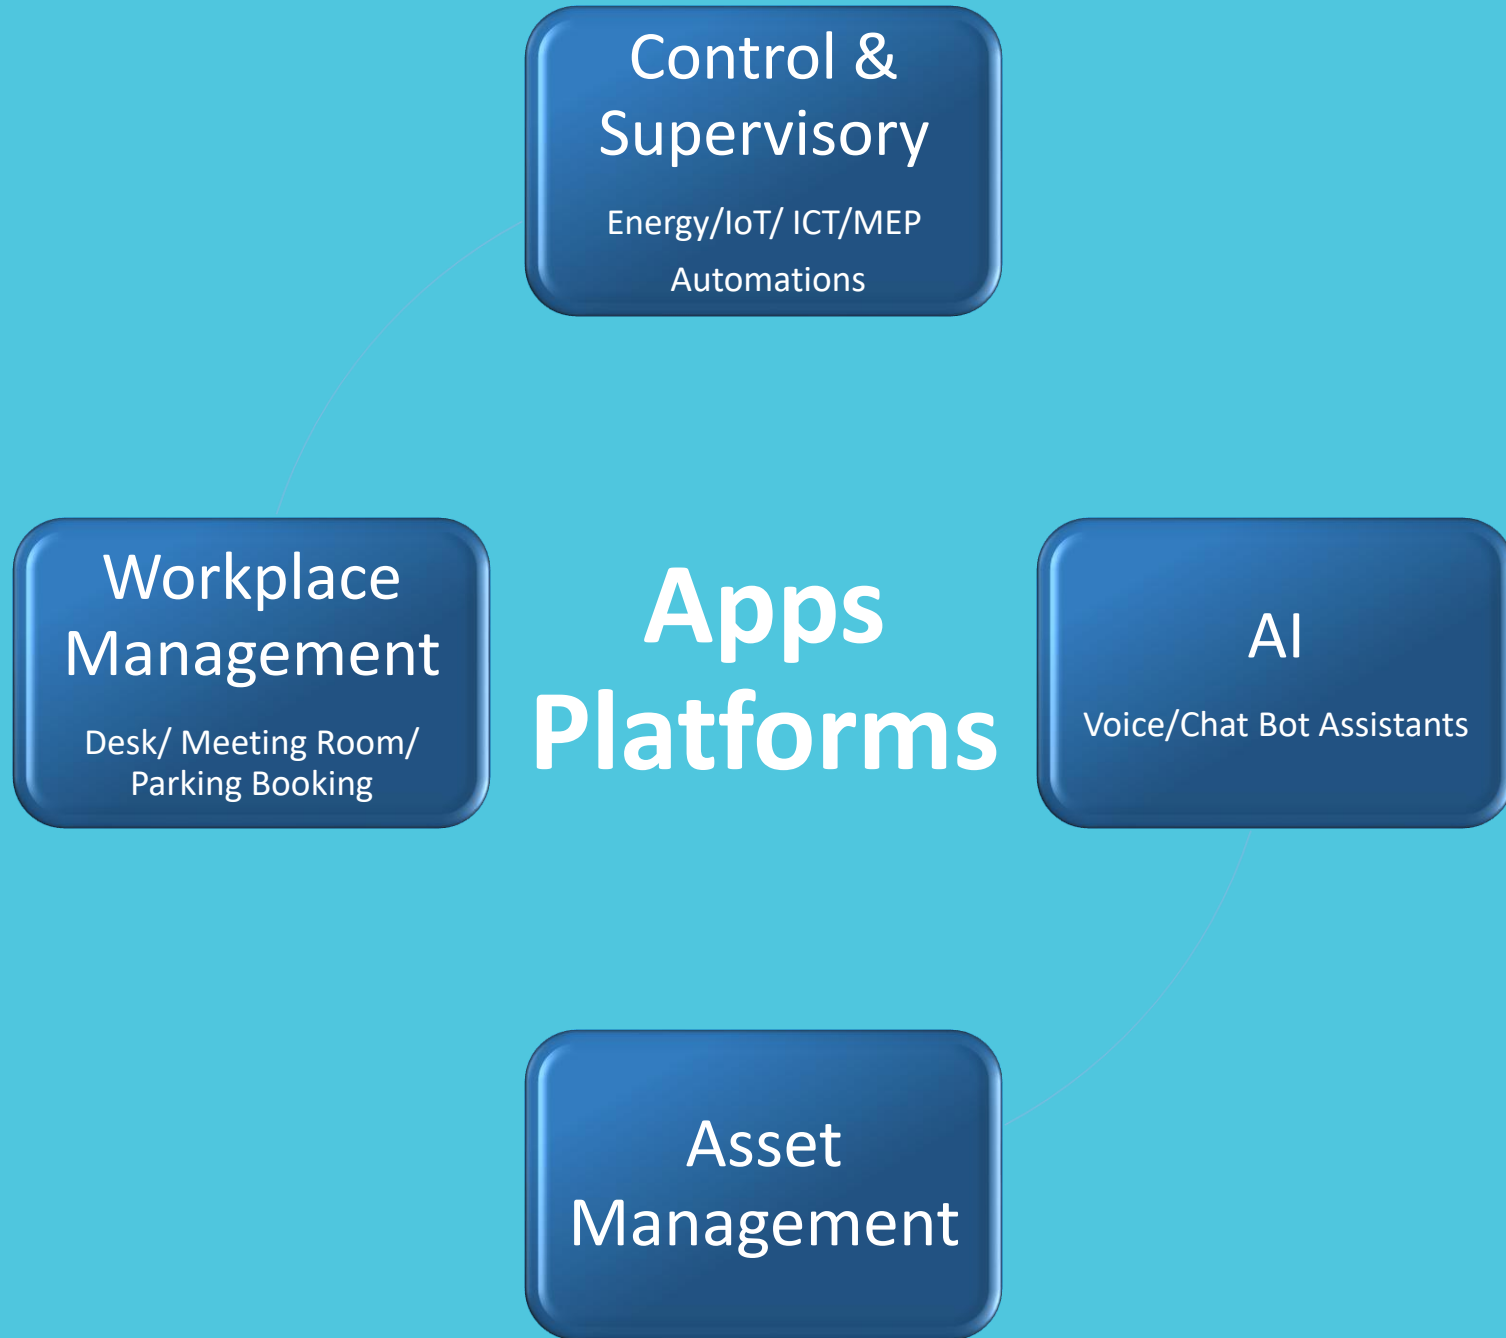 Control &
Supervisory
Energy/IoT/ ICT/MEP
Automations
Workplace
Management
Desk/ Meeting Room/
Parking Booking
Apps
Platforms
AI
Voice/Chat Bot Assistants
Asset
Management